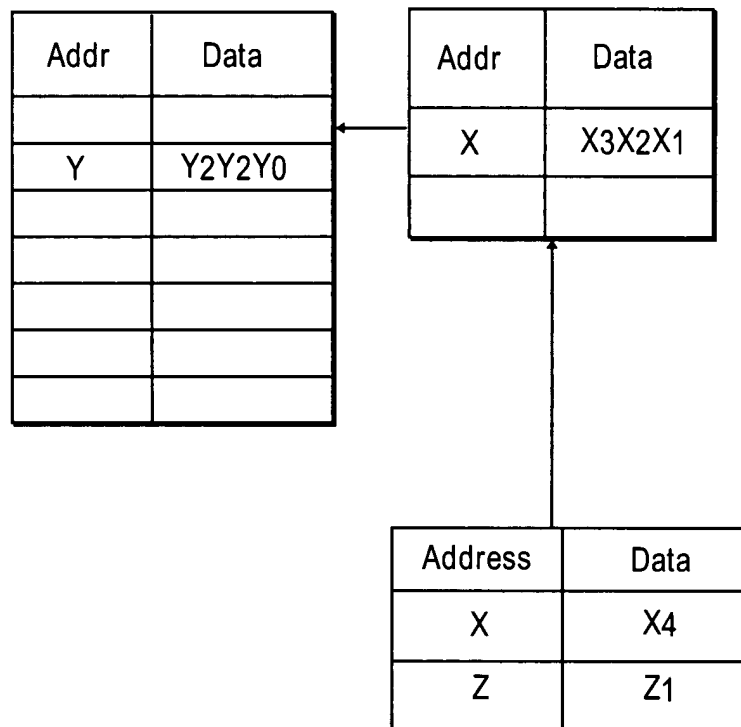 Addr Data
Y Y2Y2Y0
Addr Data
X X3X2X1
Address Data
X X4
Z Z1